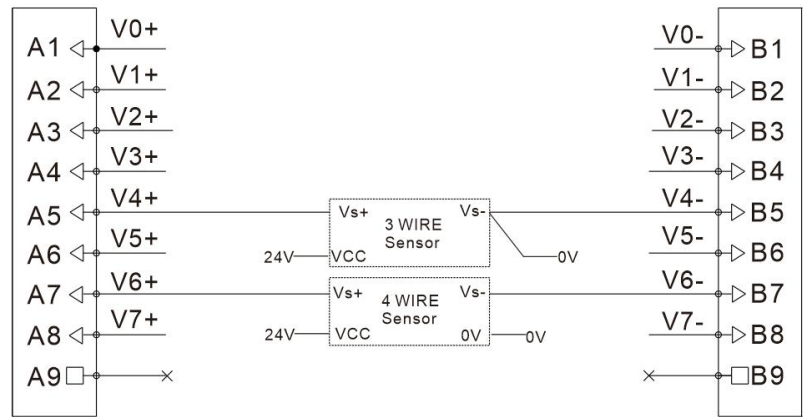 A1 V0+ V0- B1
A2 V1+ V1- B2
A3 V2+ V2- B3
A4 V3+ V3- B4
A5 V4+ Vs+ 3 WIRE Sensor Vs- V4- B5
A6 V5+ 24V VCC 0V V5- B6
A7 V6+ Vs+ 4 WIRE Sensor Vs- V6- B7
A8 V7+ 24V VCC 0V 0V V7- B8
A9 B9